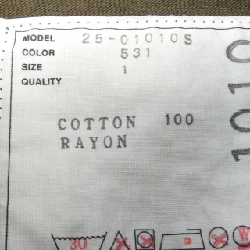 MODEL 25-01010S
COLOR 531
SIZE 1
QUALITY
COTTON 100
RAYON
1010
30